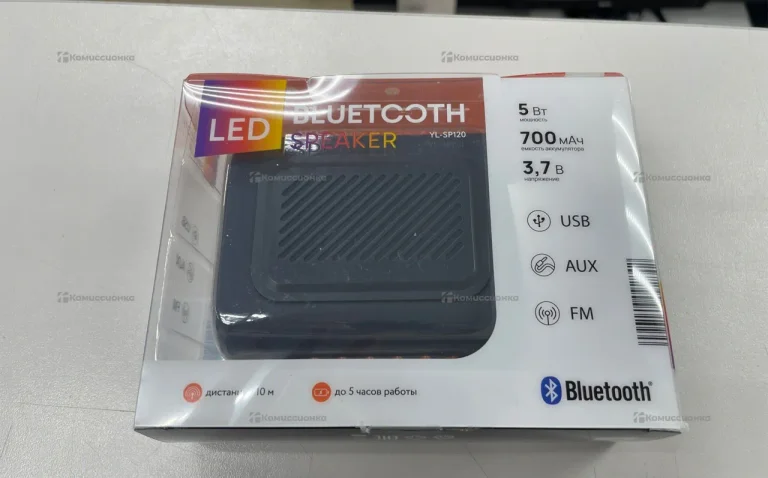 Комиссионка
Комиссионка
LED
BLUETOOTH
SPEAKER
YL-SP120
5 Вт
мощность
700 мАч
емкость аккумулятора
3,7 В
напряжение
Комиссионка
Комиссионка
USB
AUX
FM
Комиссионка
Комиссионка
10 м
до 5 часов работы
Bluetooth
Комиссионка
Комиссионка